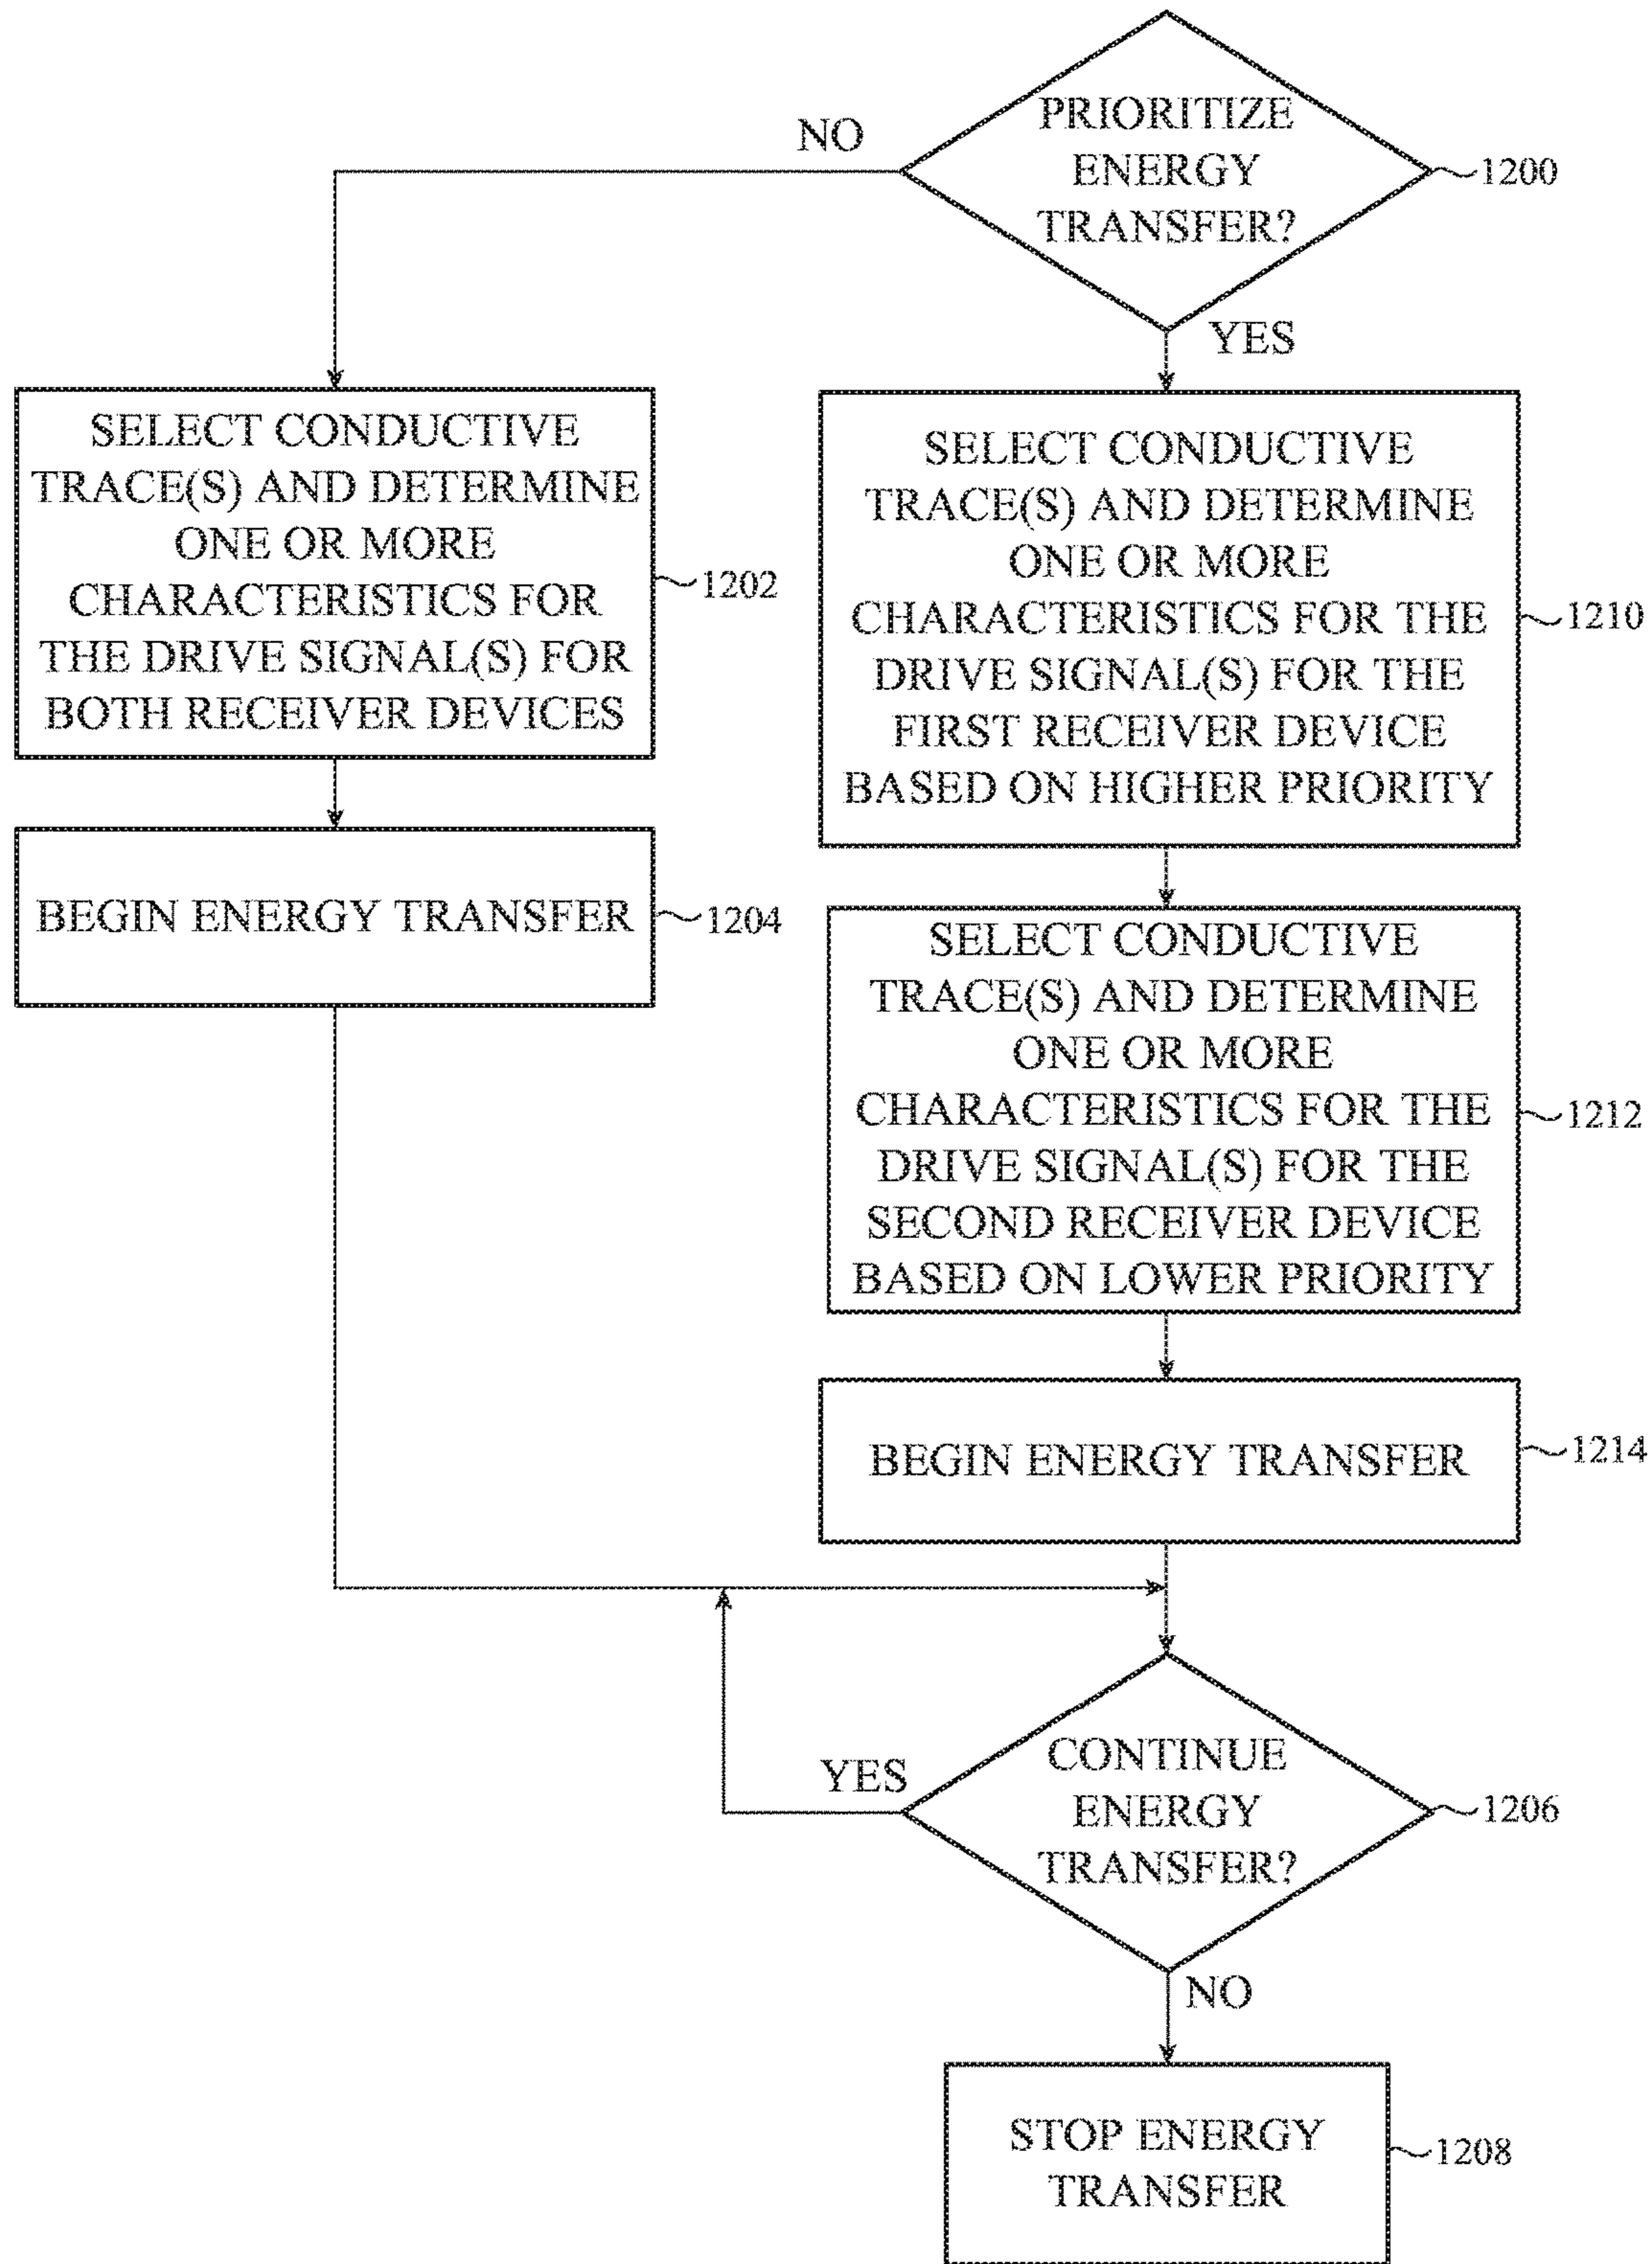 PRIORITIZE
ENERGY
TRANSFER?
1200
NO
YES
SELECT CONDUCTIVE
TRACE(S) AND DETERMINE
ONE OR MORE
CHARACTERISTICS FOR
THE DRIVE SIGNAL(S) FOR
BOTH RECEIVER DEVICES
1202
BEGIN ENERGY TRANSFER
1204
SELECT CONDUCTIVE
TRACE(S) AND DETERMINE
ONE OR MORE
CHARACTERISTICS FOR THE
DRIVE SIGNAL(S) FOR THE
FIRST RECEIVER DEVICE
BASED ON HIGHER PRIORITY
1210
SELECT CONDUCTIVE
TRACE(S) AND DETERMINE
ONE OR MORE
CHARACTERISTICS FOR THE
DRIVE SIGNAL(S) FOR THE
SECOND RECEIVER DEVICE
BASED ON LOWER PRIORITY
1212
BEGIN ENERGY TRANSFER
1214
CONTINUE
ENERGY
TRANSFER?
1206
YES
NO
STOP ENERGY
TRANSFER
1208